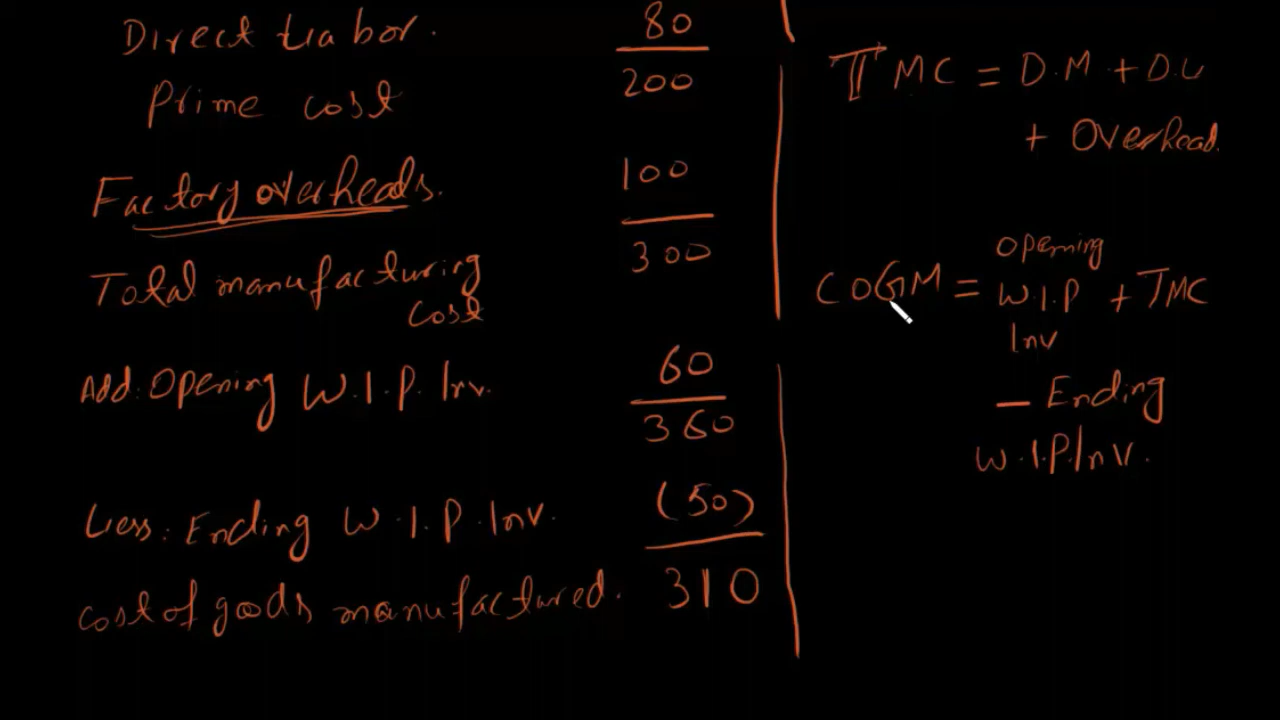 Direct Labor. 80
Prime cost 200
Factory overheads. 100
Total manufacturing 300
cost
Add: Opening W.I.P. Inv. 60
360
Less: Ending W.I.P. Inv. (50)
cost of goods manufactured. 310
TMC = D.M + D.L
+ Overhead.
Opening
COGM = W.I.P + TMC
Inv
— Ending
W.I.P Inv.